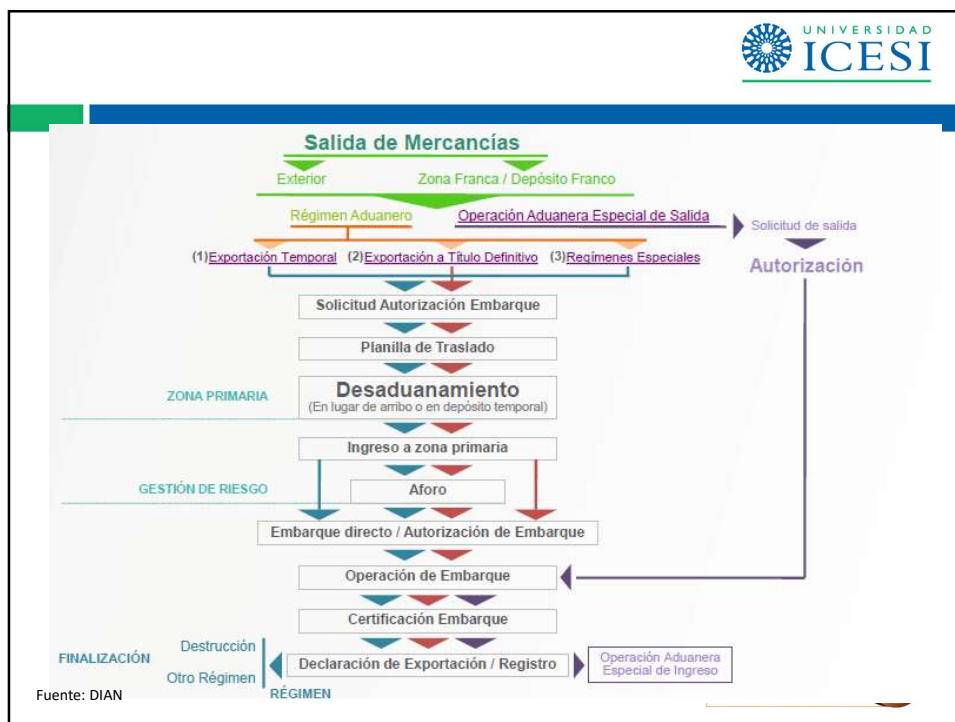 UNIVERSIDAD
ICESI
Salida de Mercancías
Exterior
Zona Franca / Depósito Franco
Régimen Aduanero
Operación Aduanera Especial de Salida
Solicitud de salida
Autorización
(1)Exportación Temporal
(2)Exportación a Título Definitivo
(3)Regímenes Especiales
Solicitud Autorización Embarque
Planilla de Traslado
ZONA PRIMARIA
Desaduanamiento
(En lugar de arribo o en depósito temporal)
Ingreso a zona primaria
GESTIÓN DE RIESGO
Aforo
Embarque directo / Autorización de Embarque
Operación de Embarque
Certificación Embarque
FINALIZACIÓN
Destrucción
Otro Régimen
RÉGIMEN
Declaración de Exportación / Registro
Operación Aduanera
Especial de Ingreso
Fuente: DIAN